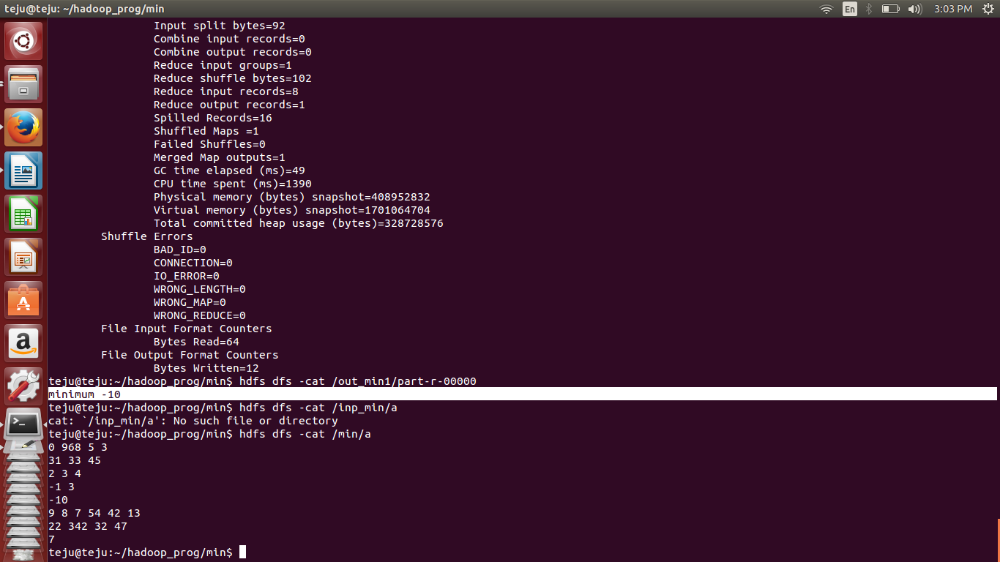 teju@teju: ~/hadoop_prog/min En 3:03 PM
Input split bytes=92
Combine input records=0
Combine output records=0
Reduce input groups=1
Reduce shuffle bytes=102
Reduce input records=8
Reduce output records=1
Spilled Records=16
Shuffled Maps =1
Failed Shuffles=0
Merged Map outputs=1
GC time elapsed (ms)=49
CPU time spent (ms)=1390
Physical memory (bytes) snapshot=408952832
Virtual memory (bytes) snapshot=1701064704
Total committed heap usage (bytes)=328728576
Shuffle Errors
BAD_ID=0
CONNECTION=0
IO_ERROR=0
WRONG_LENGTH=0
WRONG_MAP=0
WRONG_REDUCE=0
File Input Format Counters
Bytes Read=64
File Output Format Counters
Bytes Written=12
teju@teju:~/hadoop_prog/min$ hdfs dfs -cat /out_min1/part-r-00000
minimum -10
teju@teju:~/hadoop_prog/min$ hdfs dfs -cat /inp_min/a
cat: `/inp_min/a': No such file or directory
teju@teju:~/hadoop_prog/min$ hdfs dfs -cat /min/a
0 968 5 3
31 33 45
2 3 4
-1 3
-10
9 8 7 54 42 13
22 342 32 47
7
teju@teju:~/hadoop_prog/min$